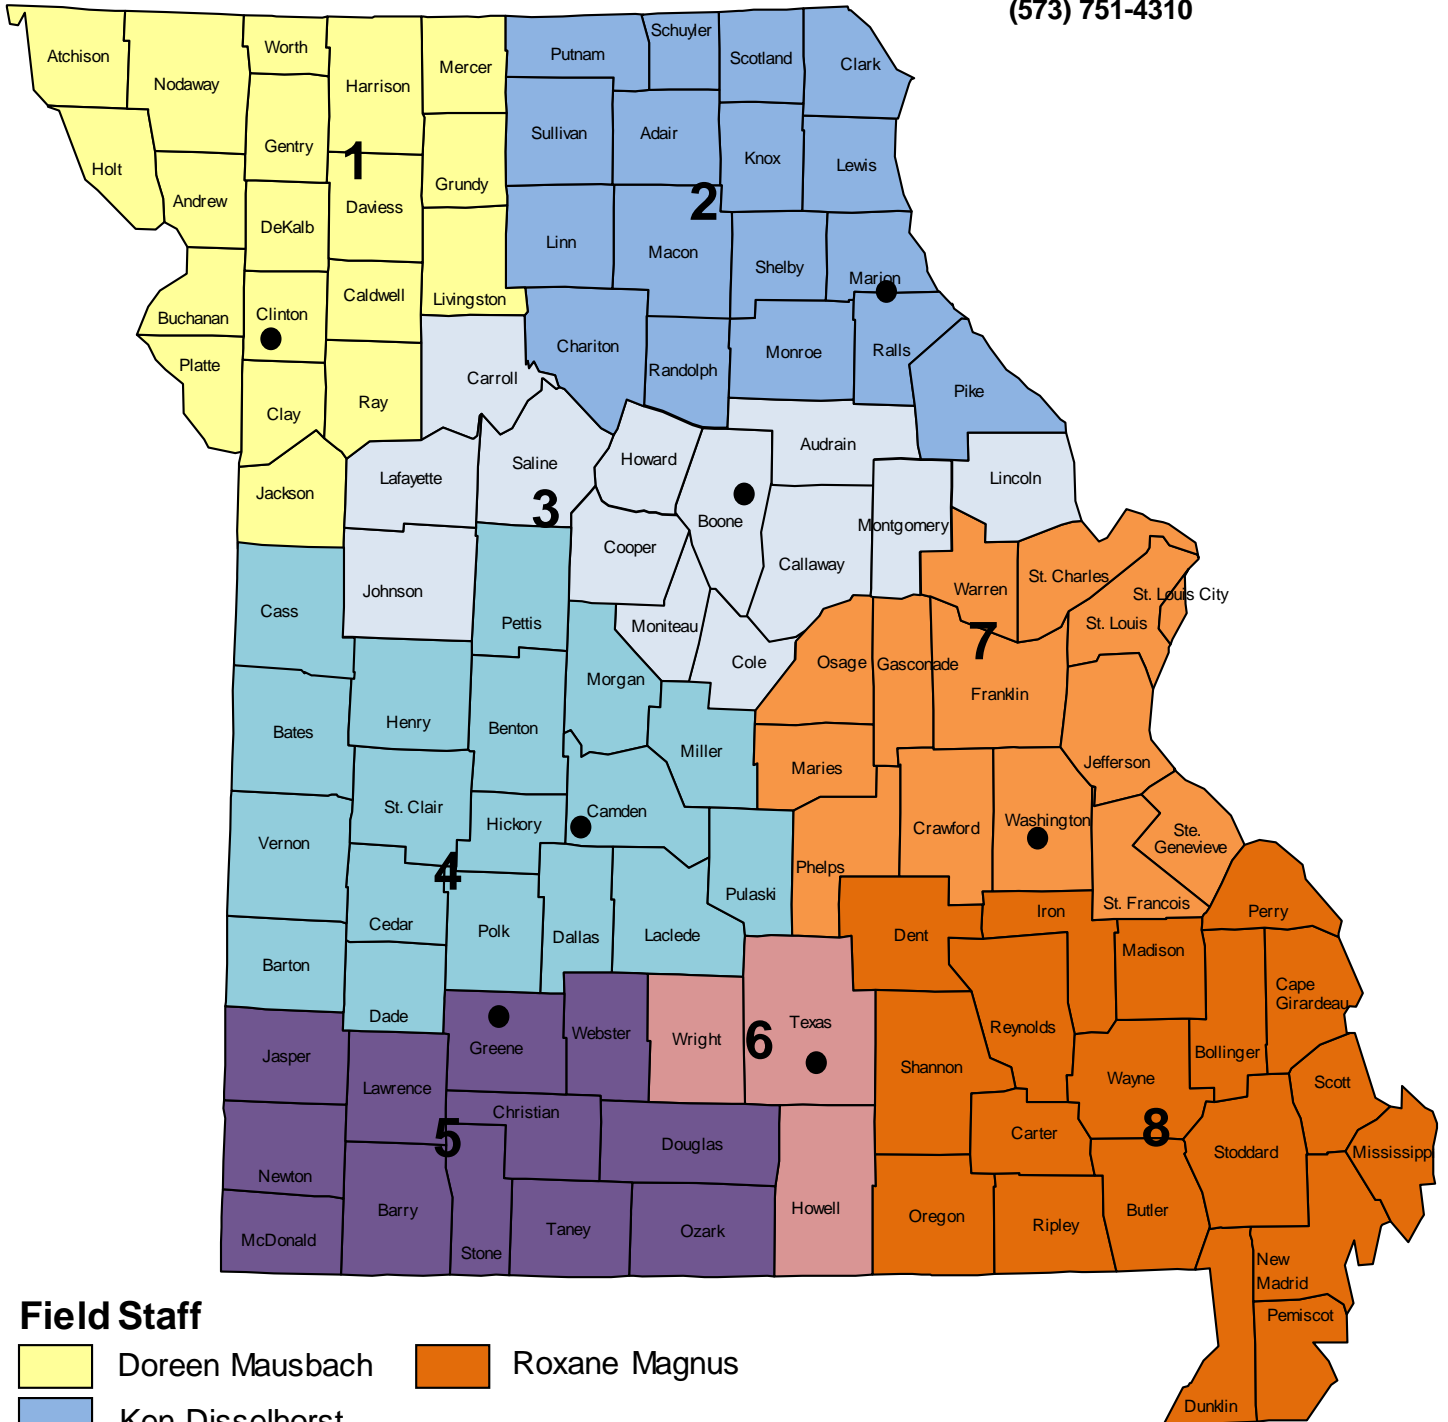 (573) 751-4310
Atchison
Nodaway
Worth
Harrison
Mercer
Putnam
Schuyler
Scotland
Clark
Holt
Andrew
Gentry
1
DeKalb
Daviess
Grundy
Sullivan
Adair
Knox
Lewis
2
Linn
Macon
Shelby
Marion
Buchanan
Clinton
Caldwell
Livingston
Platte
Clay
Ray
Carroll
Chariton
Randolph
Monroe
Ralls
Pike
Jackson
Lafayette
Saline
3
Howard
Boone
Audrain
Lincoln
Montgomery
Callaway
Cooper
Johnson
Cass
Pettis
Moniteau
Cole
Morgan
Osage
Gasconade
Warren
7
Franklin
St. Charles
St. Louis City
St. Louis
Bates
Henry
Benton
Miller
Maries
Jefferson
St. Clair
Hickory
Camden
Vernon
4
Crawford
Washington
Ste.
Genevieve
Phelps
Pulaski
St. Francois
Cedar
Polk
Dallas
Laclede
Dent
Iron
Madison
Perry
Barton
Dade
Cape
Girardeau
Jasper
Greene
Webster
Wright
6
Texas
Shannon
Reynolds
Bollinger
Wayne
Scott
Lawrence
Christian
5
Douglas
Carter
8
Stoddard
Mississippi
Newton
Barry
McDonald
Stone
Taney
Ozark
Howell
Oregon
Ripley
Butler
New
Madrid
Pemiscot
Dunklin
Field Staff
Doreen Mausbach
Roxane Magnus
Ken Disselhorst